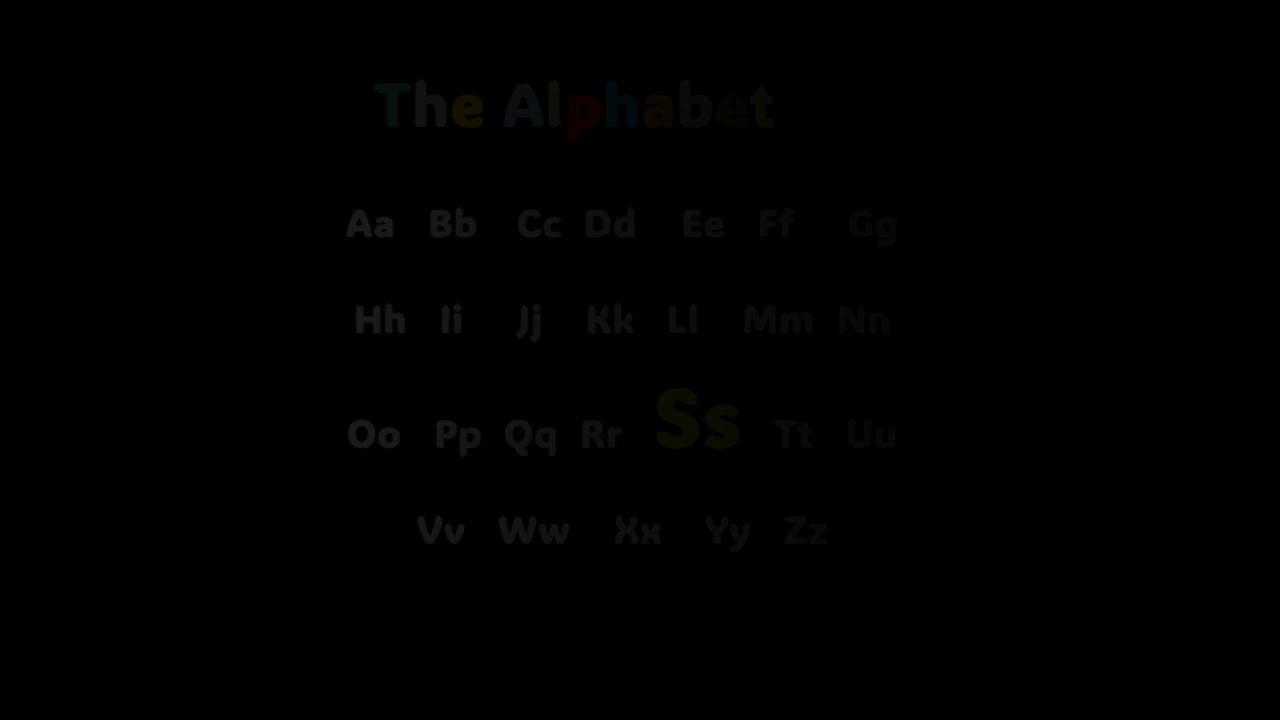 The Alphabet
Aa Bb Cc Dd Ee Ff Gg
Hh Ii Jj Kk Ll Mm Nn
Oo Pp Qq Rr Ss Tt Uu
Vv Ww Xx Yy Zz